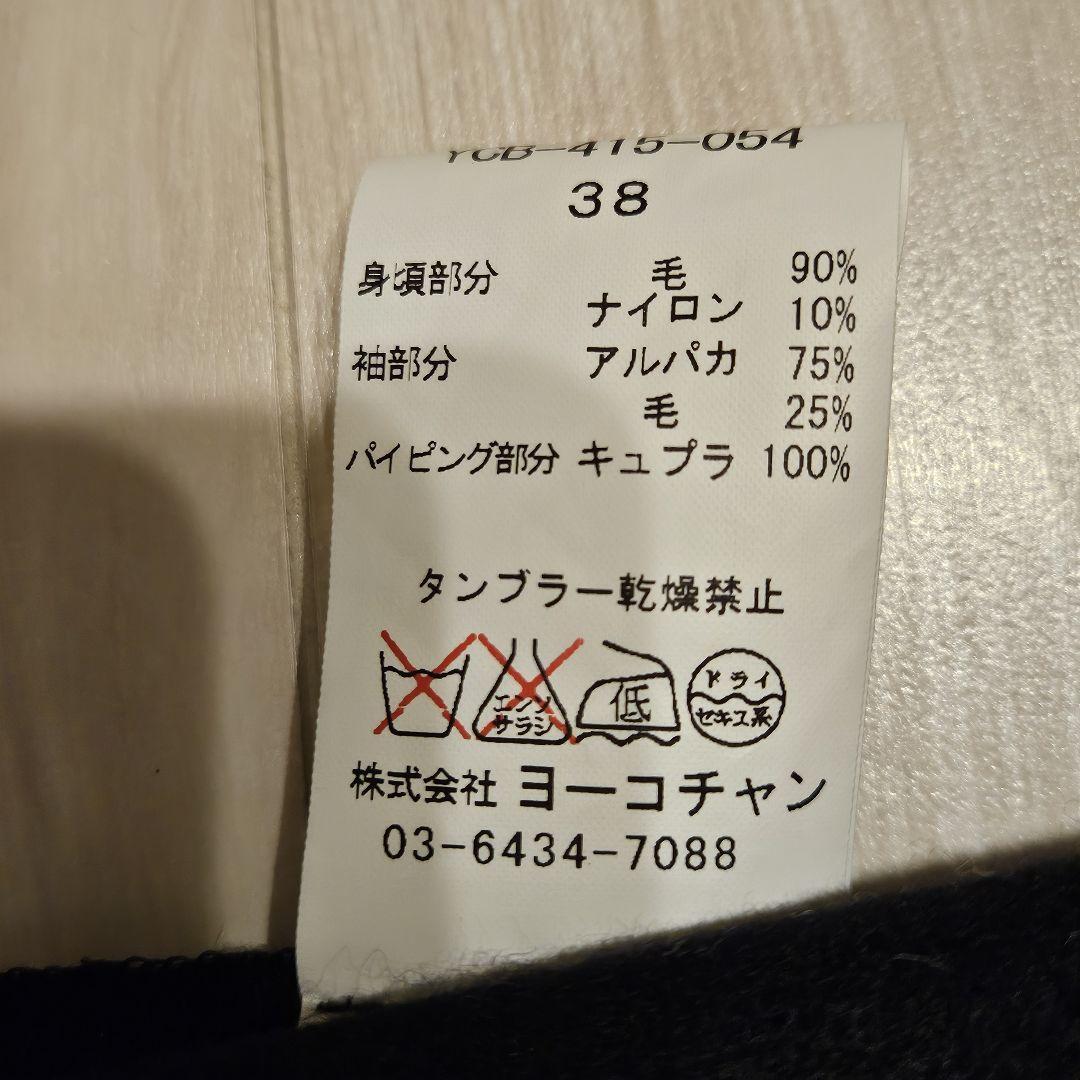 YCB-415-054
38
身頃部分 毛 90%
ナイロン 10%
袖部分 アルパカ 75%
毛 25%
パイピング部分 キュプラ 100%
タンブラー乾燥禁止
エンソ
サラシ
低
ドライ
セキユ系
株式会社 ヨーコチャン
03-6434-7088